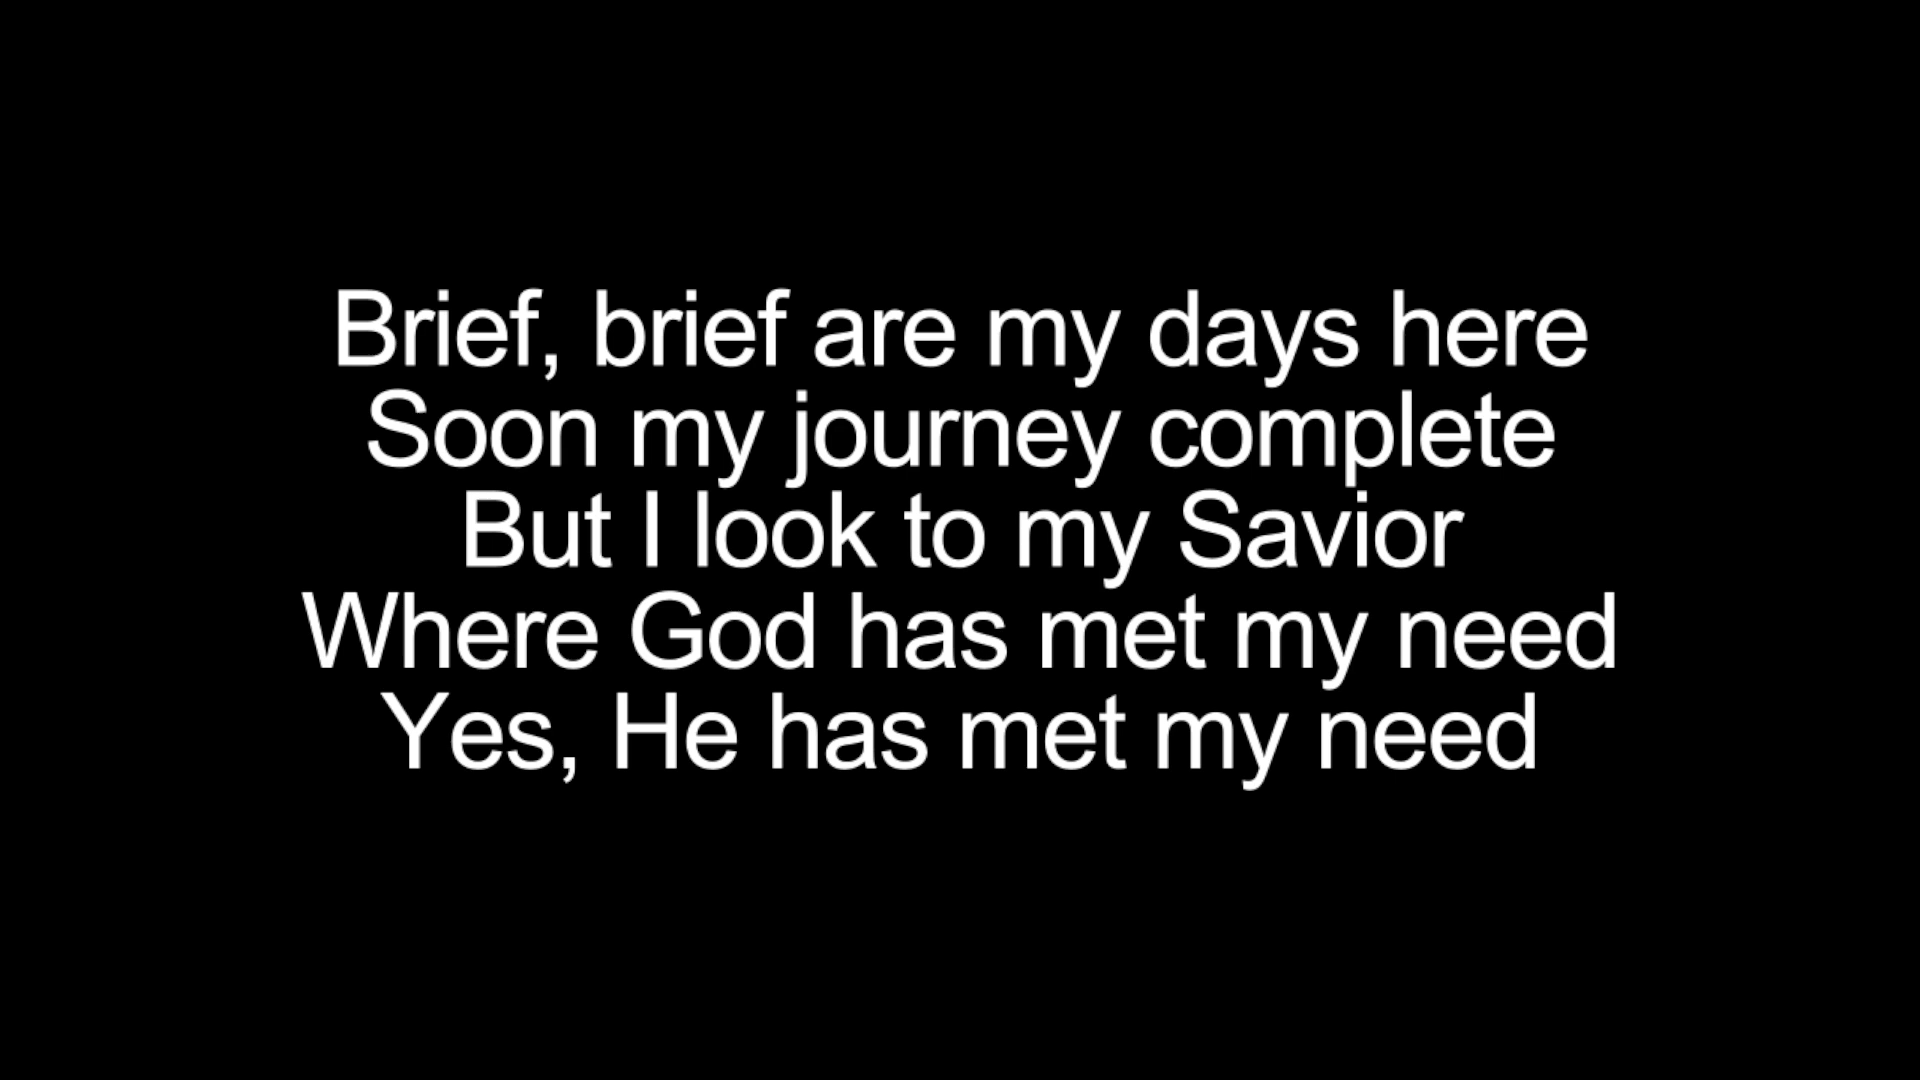 Brief, brief are my days here
Soon my journey complete
But I look to my Savior
Where God has met my need
Yes, He has met my need